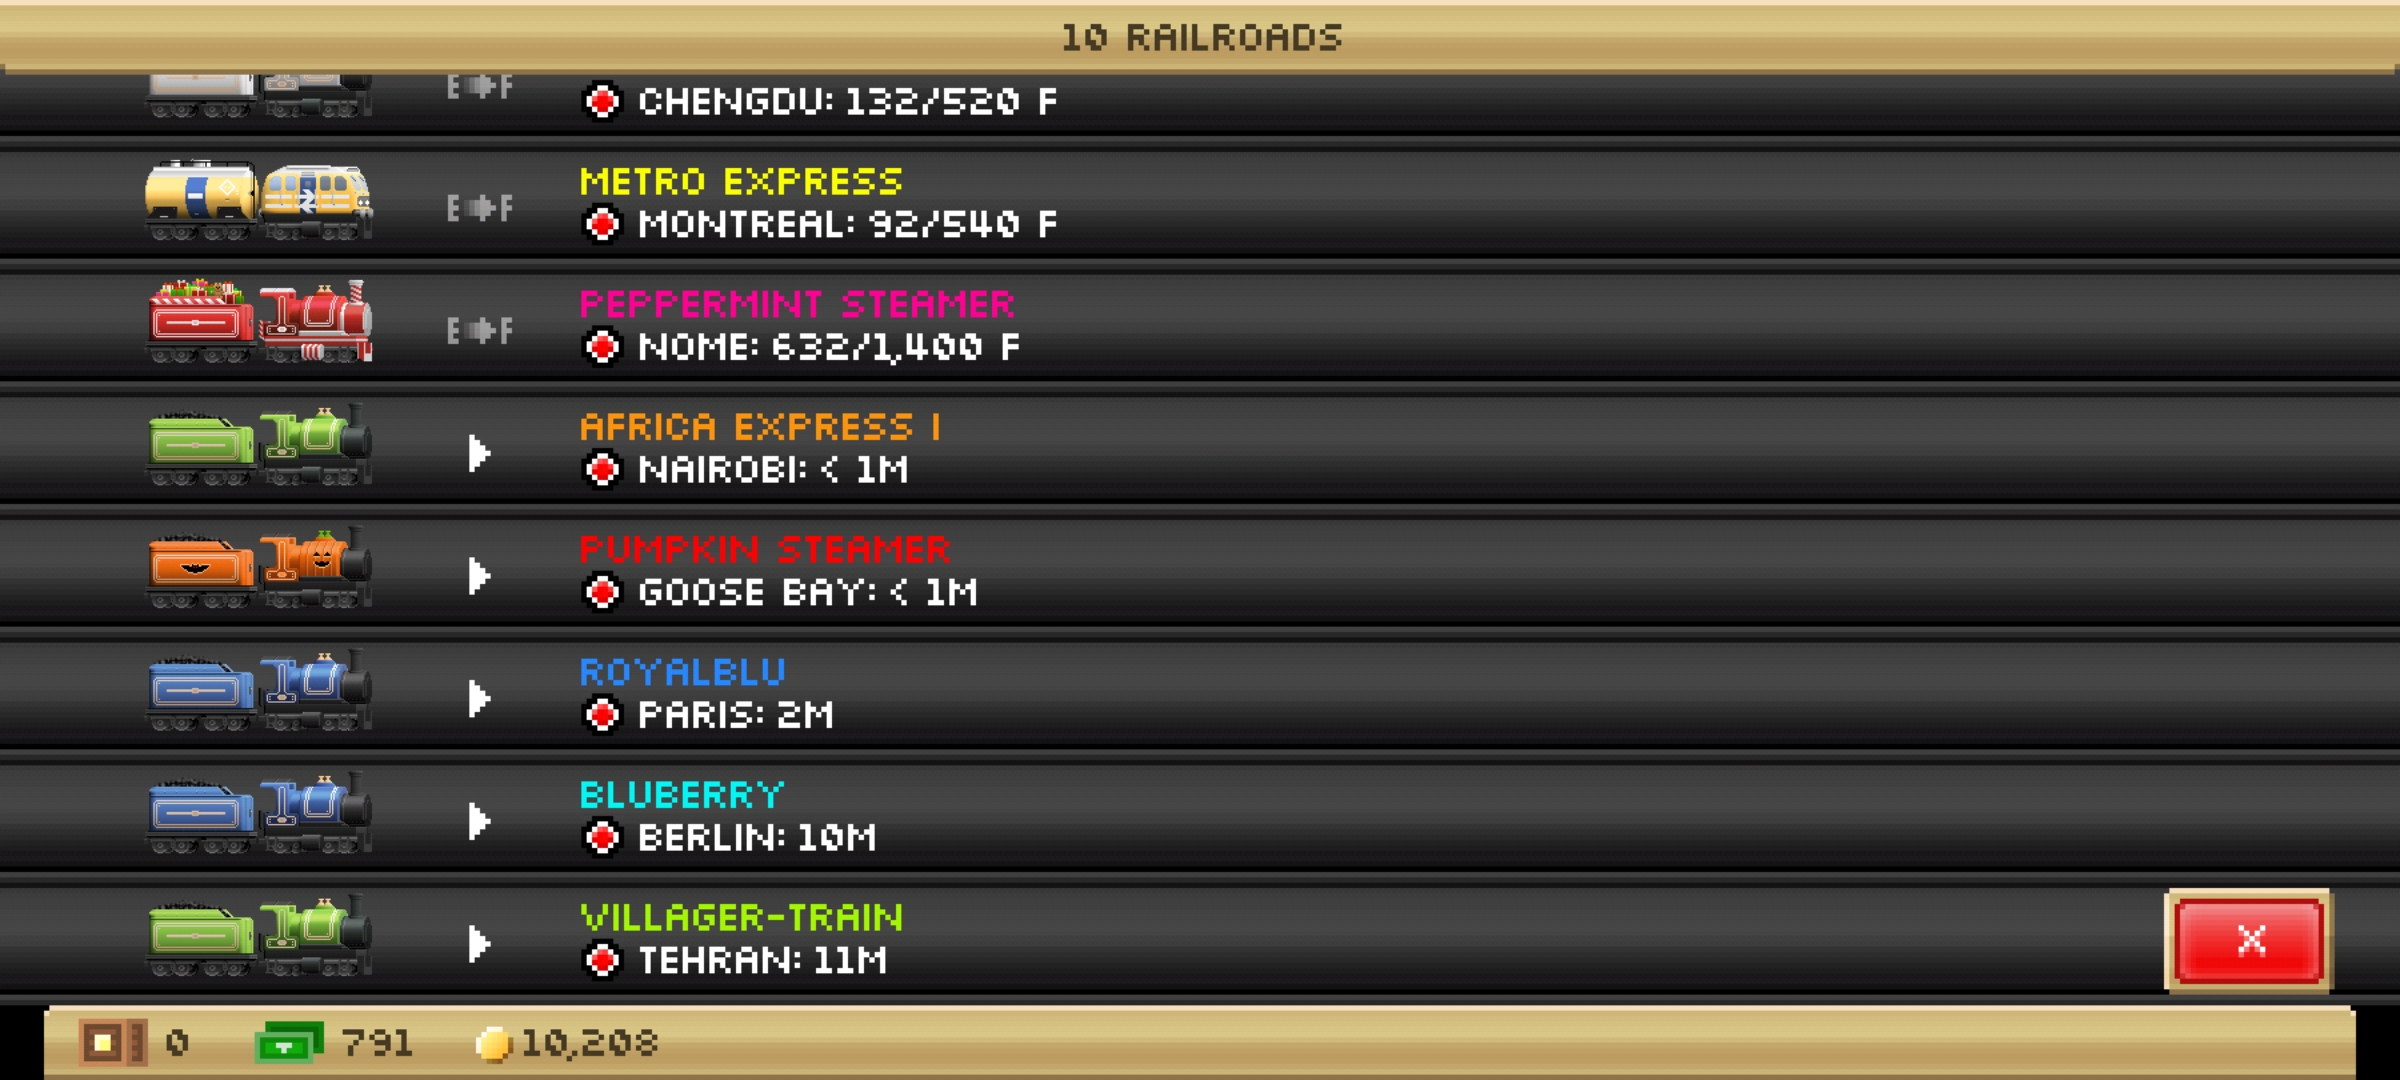 10 RAILROADS
E F
CHENGDU: 132/520 F
METRO EXPRESS
E F
MONTREAL: 92/540 F
PEPPERMINT STEAMER
E F
NOME: 632/1,400 F
AFRICA EXPRESS I
NAIROBI: < 1M
PUMPKIN STEAMER
GOOSE BAY: < 1M
ROYALBLU
PARIS: 2M
BLUBERRY
BERLIN: 10M
VILLAGER-TRAIN
TEHRAN: 11M
X
0 791 10,208